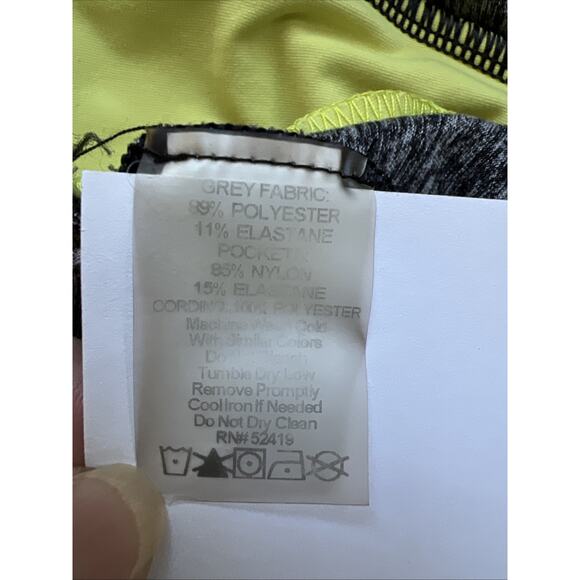 GREY FABRIC:
89% POLYESTER
11% ELASTANE
POCKETS:
85% NYLON
15% ELASTANE
CORDING: 100% POLYESTER
Machine Wash Cold
With Similar Colors
Do Not Bleach
Tumble Dry Low
Remove Promptly
Cool Iron If Needed
Do Not Dry Clean
RN# 52419